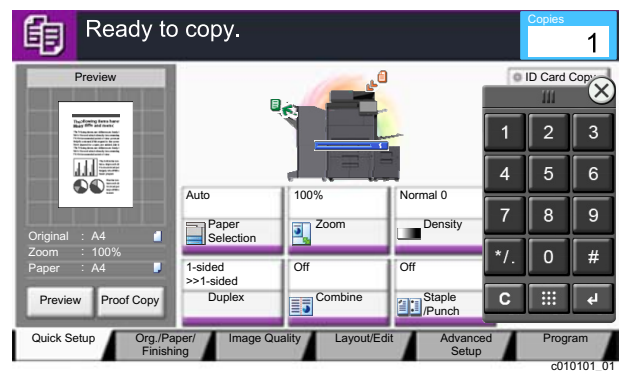 Ready to copy.
Copies
1
Preview
ID Card Copy
Original : A4
Zoom : 100%
Paper : A4
Preview
Proof Copy
Auto
Paper
Selection
100%
Zoom
Normal 0
Density
1-sided
>>1-sided
Duplex
Off
Combine
Off
Staple
/Punch
1 2 3
4 5 6
7 8 9
*/. 0 #
C
Quick Setup
Org./Paper/
Finishing
Image Quality
Layout/Edit
Advanced
Setup
Program
c010101_01